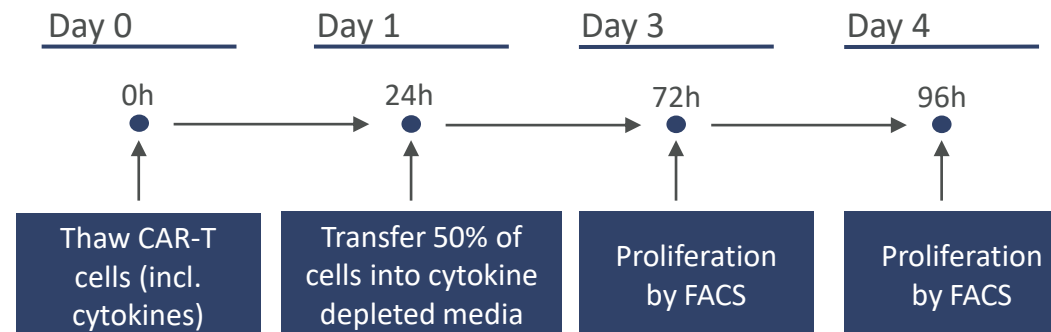 Day 0
Day 1
Day 3
Day 4
0h
24h
72h
96h
Thaw CAR-T
cells (incl.
cytokines)
Transfer 50% of
cells into cytokine
depleted media
Proliferation
by FACS
Proliferation
by FACS